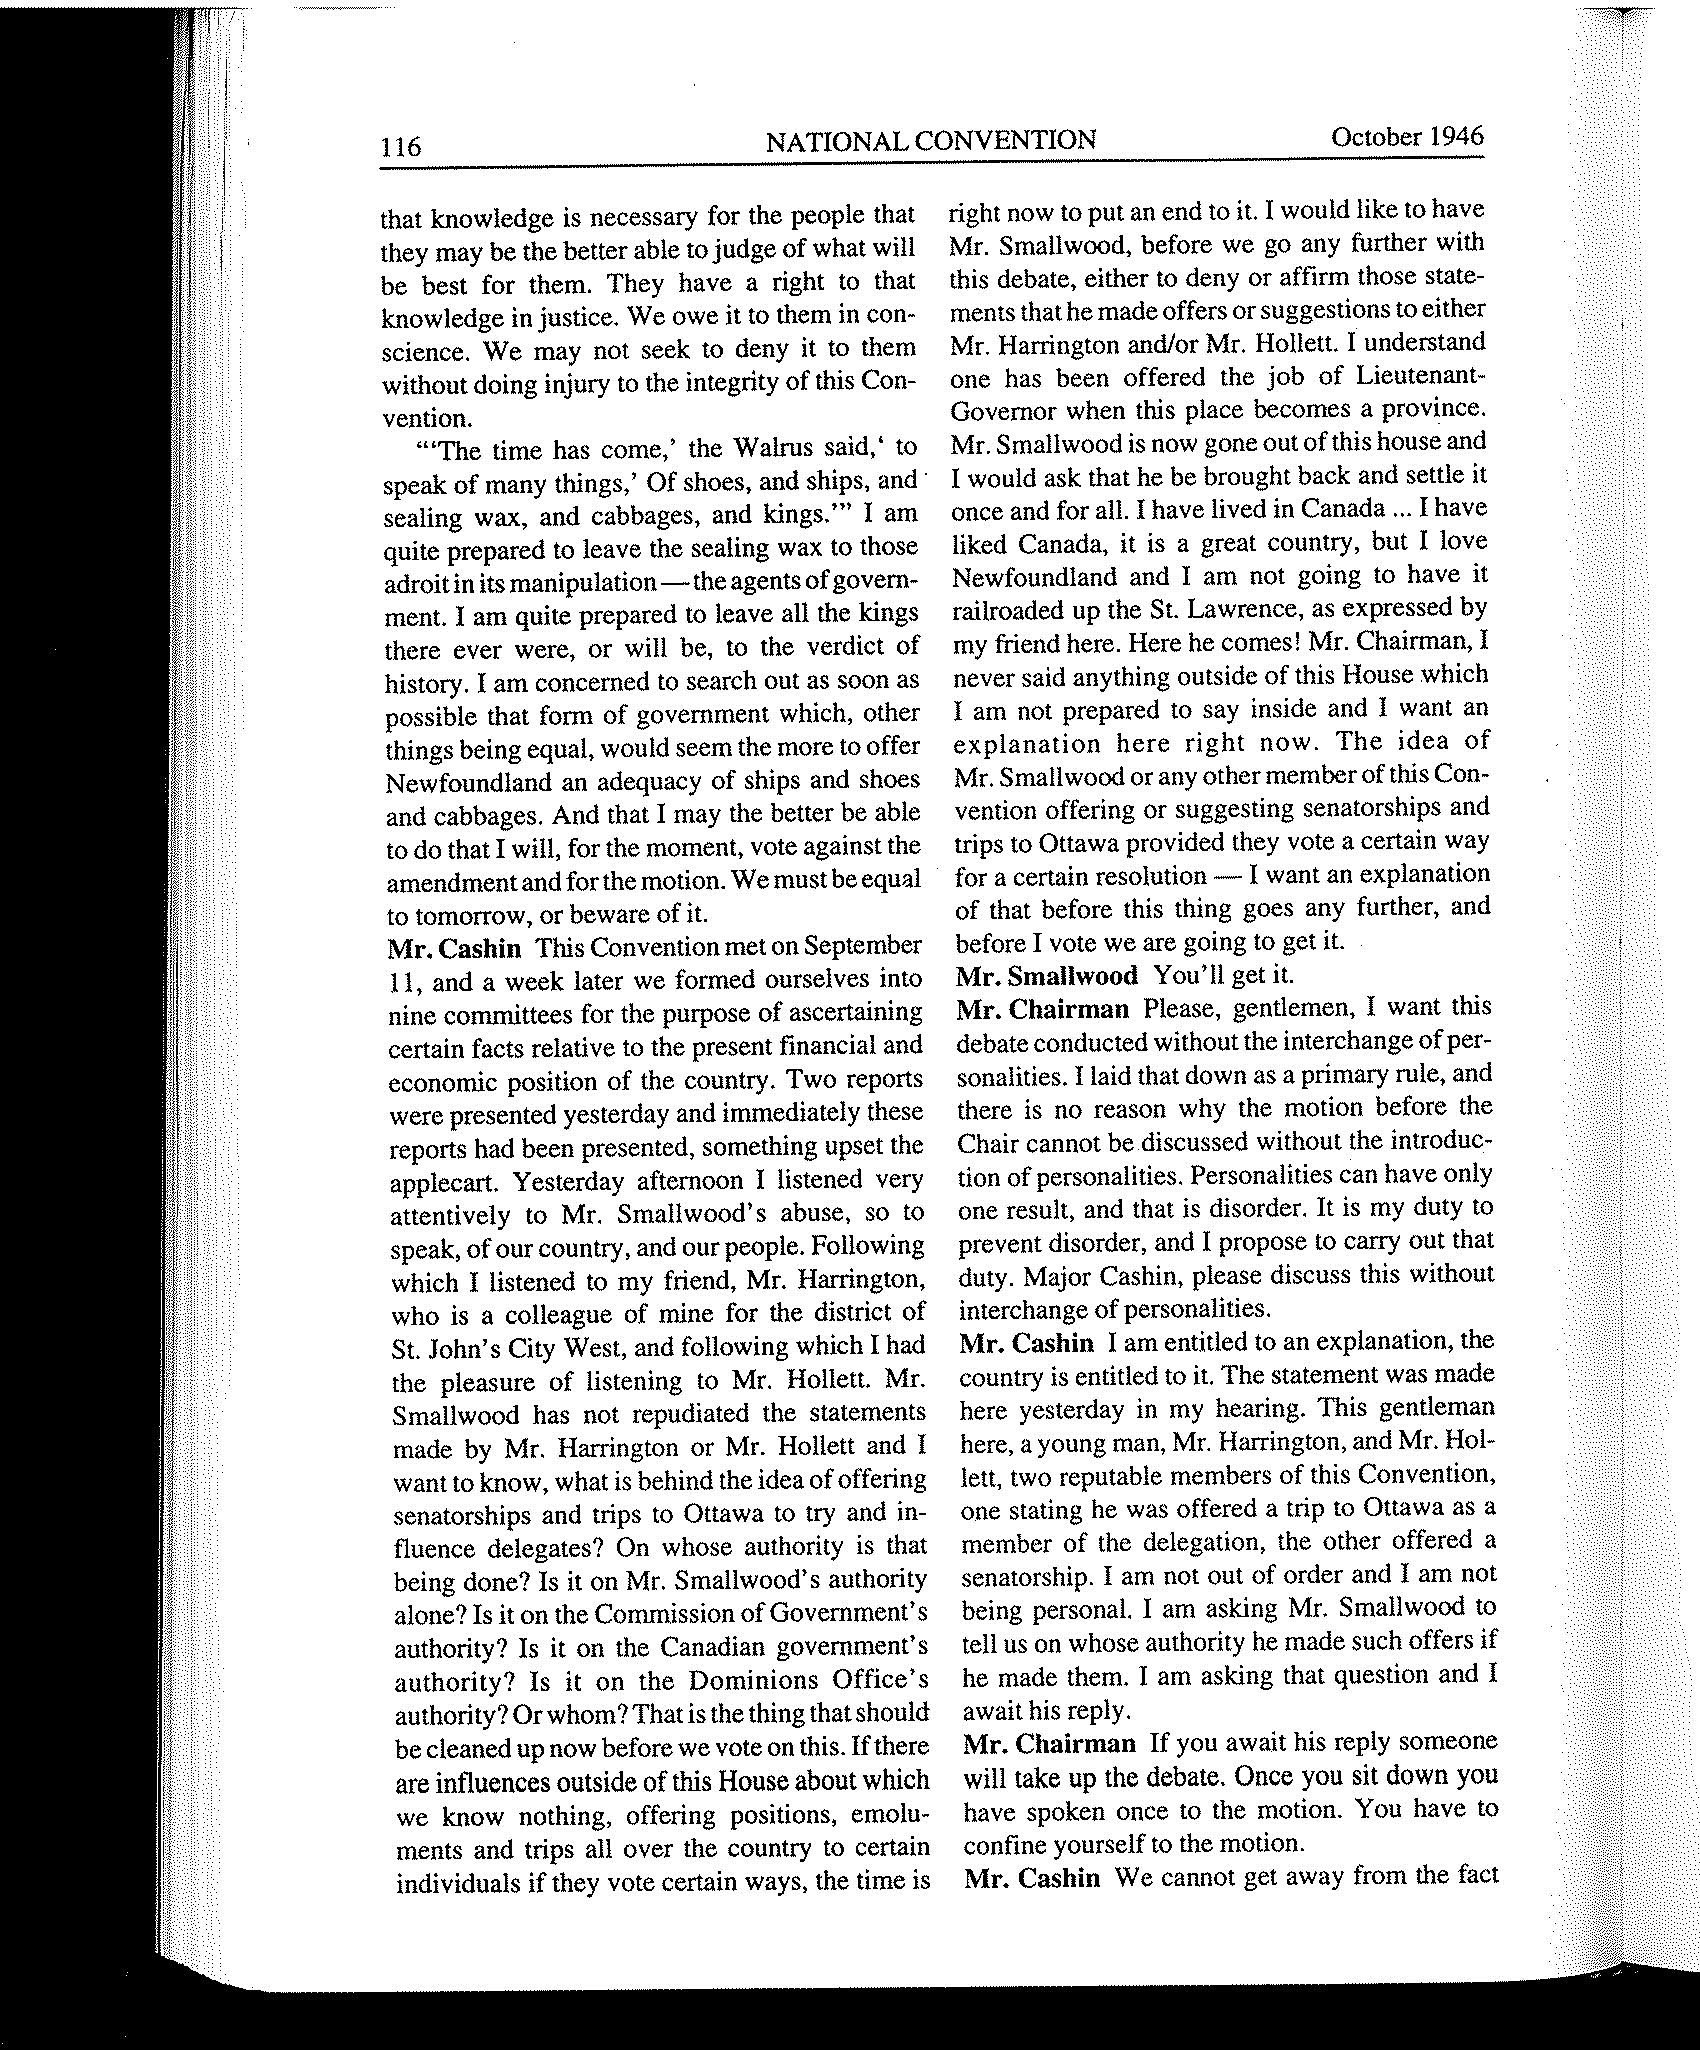 116 NATIONAL CONVENTION October 1946
that knowledge is necessary for the people that
they may be the better able to judge of what will
be best for them. They have a right to that
knowledge in justice. We owe it to them in con-
science. We may not seek to deny it to them
without doing injury to the integrity of this Con-
vention.
"'The time has come,' the Walrus said,' to
speak of many things,' Of shoes, and ships, and
sealing wax, and cabbages, and kings.'" I am
quite prepared to leave the sealing wax to those
adroit in its manipulation — the agents of govern-
ment. I am quite prepared to leave all the kings
there ever were, or will be, to the verdict of
history. I am concerned to search out as soon as
possible that form of government which, other
things being equal, would seem the more to offer
Newfoundland an adequacy of ships and shoes
and cabbages. And that I may the better be able
to do that I will, for the moment, vote against the
amendment and for the motion. We must be equal
to tomorrow, or beware of it.
Mr. Cashin This Convention met on September
11, and a week later we formed ourselves into
nine committees for the purpose of ascertaining
certain facts relative to the present financial and
economic position of the country. Two reports
were presented yesterday and immediately these
reports had been presented, something upset the
applecart. Yesterday afternoon I listened very
attentively to Mr. Smallwood's abuse, so to
speak, of our country, and our people. Following
which I listened to my friend, Mr. Harrington,
who is a colleague of mine for the district of
St. John's City West, and following which I had
the pleasure of listening to Mr. Hollett. Mr.
Smallwood has not repudiated the statements
made by Mr. Harrington or Mr. Hollett and I
want to know, what is behind the idea of offering
senatorships and trips to Ottawa to try and in-
fluence delegates? On whose authority is that
being done? Is it on Mr. Smallwood's authority
alone? Is it on the Commission of Government's
authority? Is it on the Canadian government's
authority? Is it on the Dominions Office's
authority? Or whom? That is the thing that should
be cleaned up now before we vote on this. If there
are influences outside of this House about which
we know nothing, offering positions, emolu-
ments and trips all over the country to certain
individuals if they vote certain ways, the time is
right now to put an end to it. I would like to have
Mr. Smallwood, before we go any further with
this debate, either to deny or affirm those state-
ments that he made offers or suggestions to either
Mr. Harrington and/or Mr. Hollett. I understand
one has been offered the job of Lieutenant-
Governor when this place becomes a province.
Mr. Smallwood is now gone out of this house and
I would ask that he be brought back and settle it
once and for all. I have lived in Canada ... I have
liked Canada, it is a great country, but I love
Newfoundland and I am not going to have it
railroaded up the St. Lawrence, as expressed by
my friend here. Here he comes! Mr. Chairman, I
never said anything outside of this House which
I am not prepared to say inside and I want an
explanation here right now. The idea of
Mr. Smallwood or any other member of this Con-
vention offering or suggesting senatorships and
trips to Ottawa provided they vote a certain way
for a certain resolution — I want an explanation
of that before this thing goes any further, and
before I vote we are going to get it.
Mr. Smallwood You'll get it.
Mr. Chairman Please, gentlemen, I want this
debate conducted without the interchange of per-
sonalities. I laid that down as a primary rule, and
there is no reason why the motion before the
Chair cannot be discussed without the introduc-
tion of personalities. Personalities can have only
one result, and that is disorder. It is my duty to
prevent disorder, and I propose to carry out that
duty. Major Cashin, please discuss this without
interchange of personalities.
Mr. Cashin I am entitled to an explanation, the
country is entitled to it. The statement was made
here yesterday in my hearing. This gentleman
here, a young man, Mr. Harrington, and Mr. Hol-
lett, two reputable members of this Convention,
one stating he was offered a trip to Ottawa as a
member of the delegation, the other offered a
senatorship. I am not out of order and I am not
being personal. I am asking Mr. Smallwood to
tell us on whose authority he made such offers if
he made them. I am asking that question and I
await his reply.
Mr. Chairman If you await his reply someone
will take up the debate. Once you sit down you
have spoken once to the motion. You have to
confine yourself to the motion.
Mr. Cashin We cannot get away from the fact